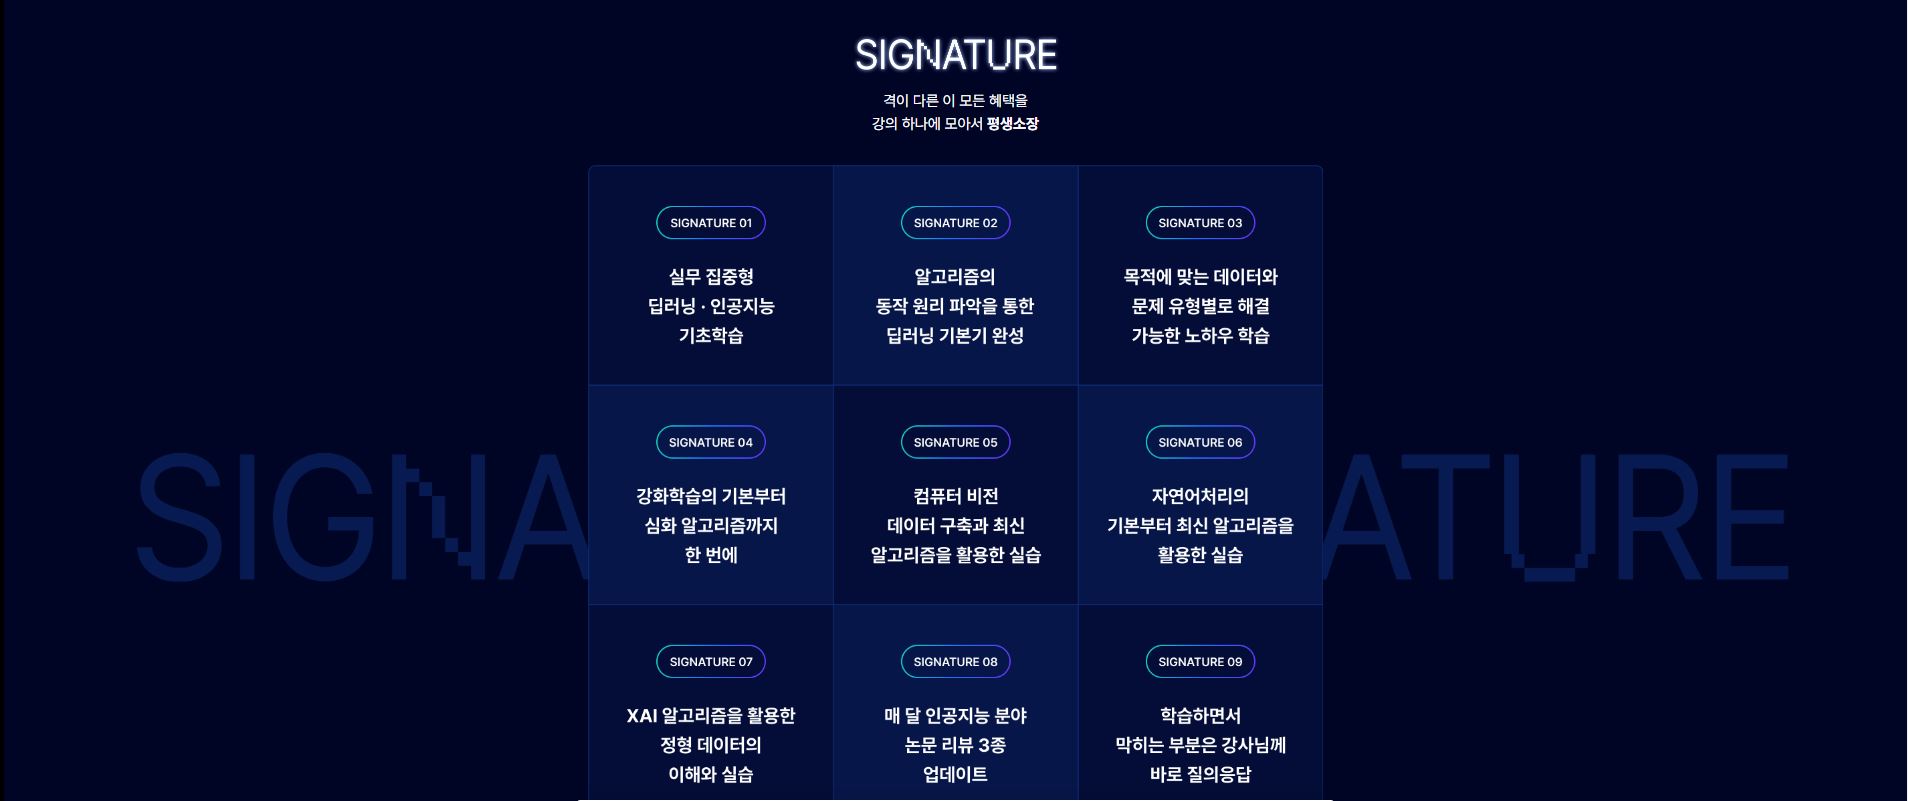 SIGNATURE
격이 다른 이 모든 혜택을
강의 하나에 모아서 평생소장
SIGNATURE 01
실무 집중형
딥러닝 · 인공지능
기초학습
SIGNATURE 02
알고리즘의
동작 원리 파악을 통한
딥러닝 기본기 완성
SIGNATURE 03
목적에 맞는 데이터와
문제 유형별로 해결
가능한 노하우 학습
SIGNATURE 04
강화학습의 기본부터
심화 알고리즘까지
한 번에
SIGNATURE 05
컴퓨터 비전
데이터 구축과 최신
알고리즘을 활용한 실습
SIGNATURE 06
자연어처리의
기본부터 최신 알고리즘을
활용한 실습
SIGNATURE 07
XAI 알고리즘을 활용한
정형 데이터의
이해와 실습
SIGNATURE 08
매 달 인공지능 분야
논문 리뷰 3종
업데이트
SIGNATURE 09
학습하면서
막히는 부분은 강사님께
바로 질의응답
SIGNA
ATURE